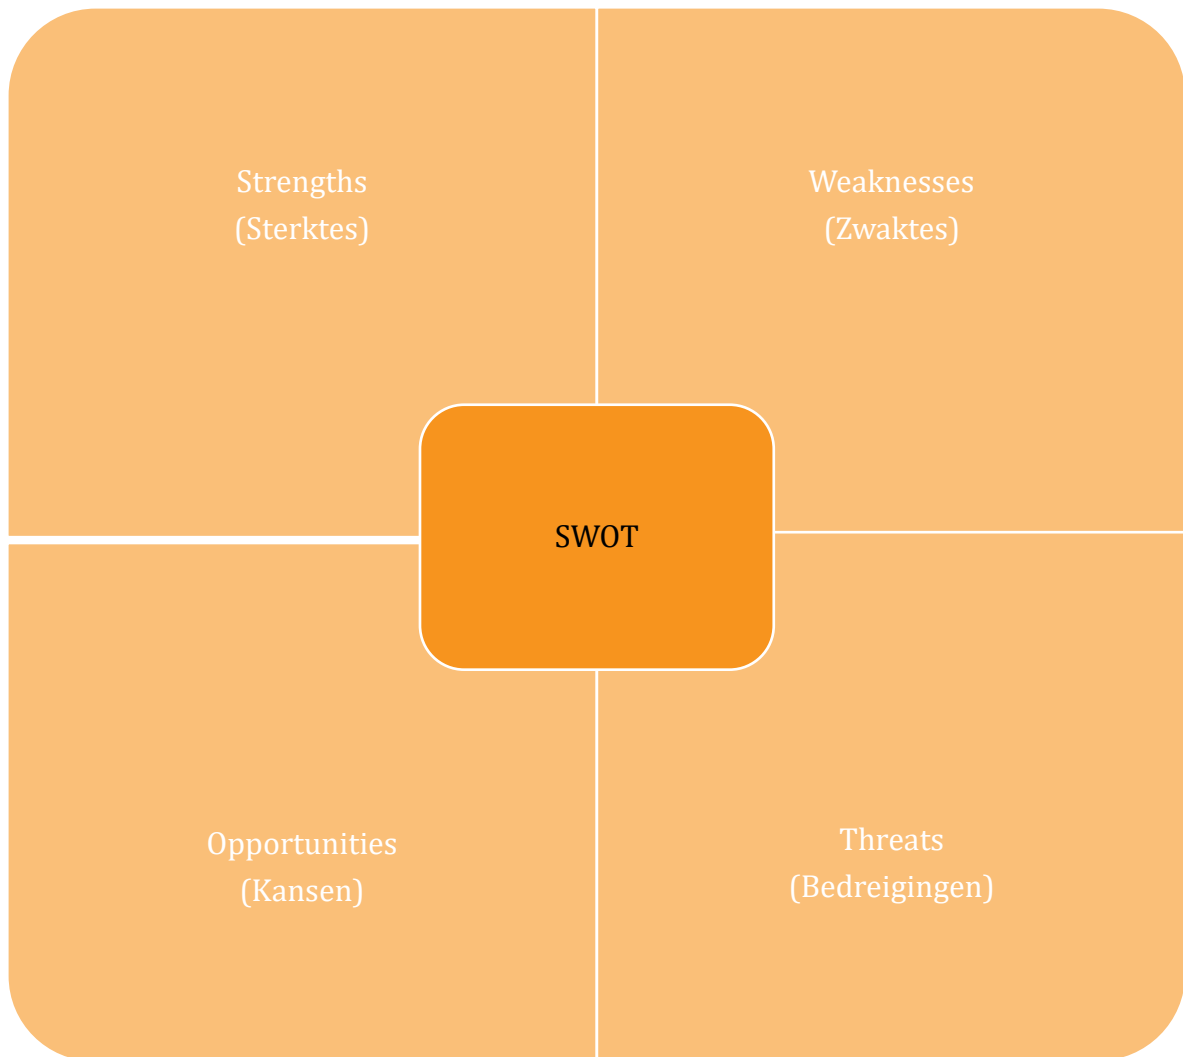 Strengths
(Sterktes)
Weaknesses
(Zwaktes)
SWOT
Opportunities
(Kansen)
Threats
(Bedreigingen)